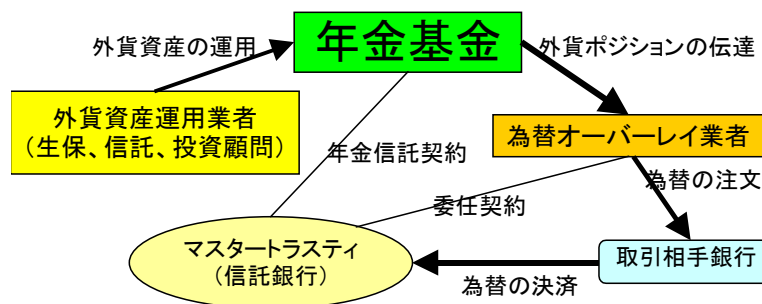 外貨資産の運用
年金基金
外貨ポジションの伝達
外貨資産運用業者
(生保、信託、投資顧問)
為替オーバーレイ業者
年金信託契約
為替の注文
委任契約
マスタートラスティ
(信託銀行)
取引相手銀行
為替の決済